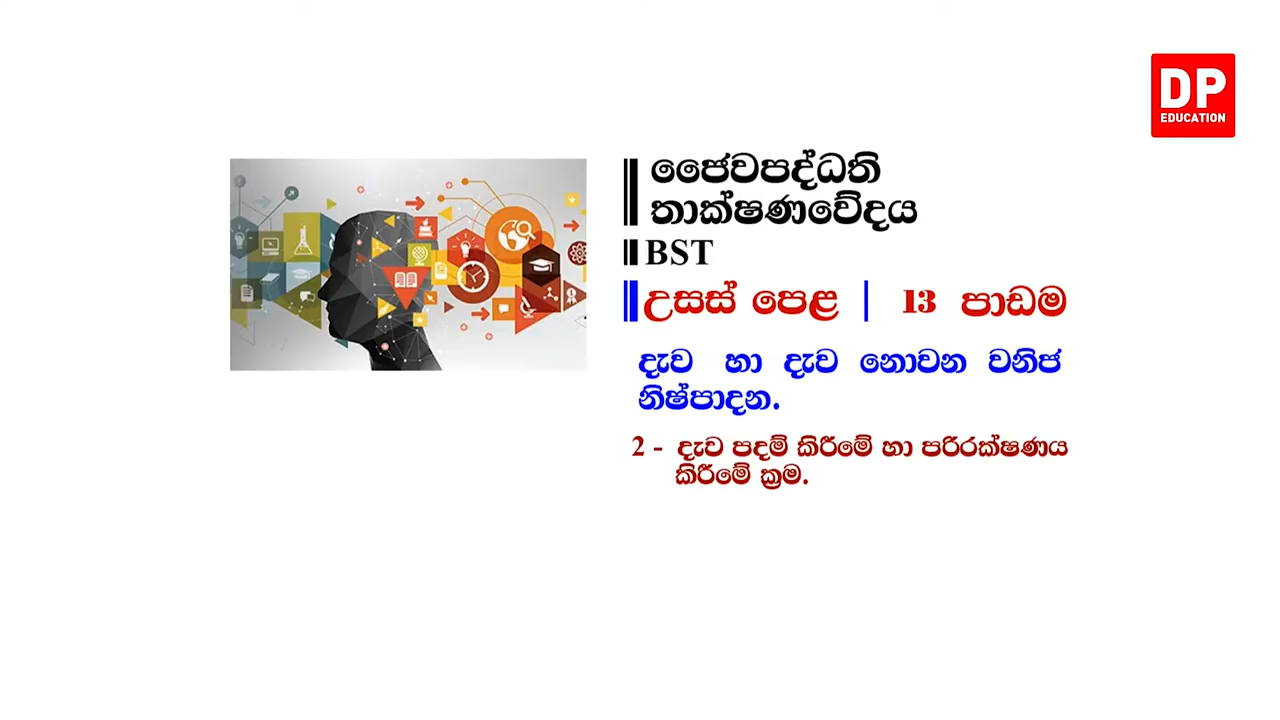 DP
EDUCATION
ජෛවපද්ධති
තාක්ෂණවේදය
BST
උසස් පෙළ | 13 පාඩම
දැව හා දැව නොවන වනිජ
නිෂ්පාදන.
2 - දැව පදම් කිරීමේ හා පරිරක්ෂණය
කිරීමේ ක්‍රම.